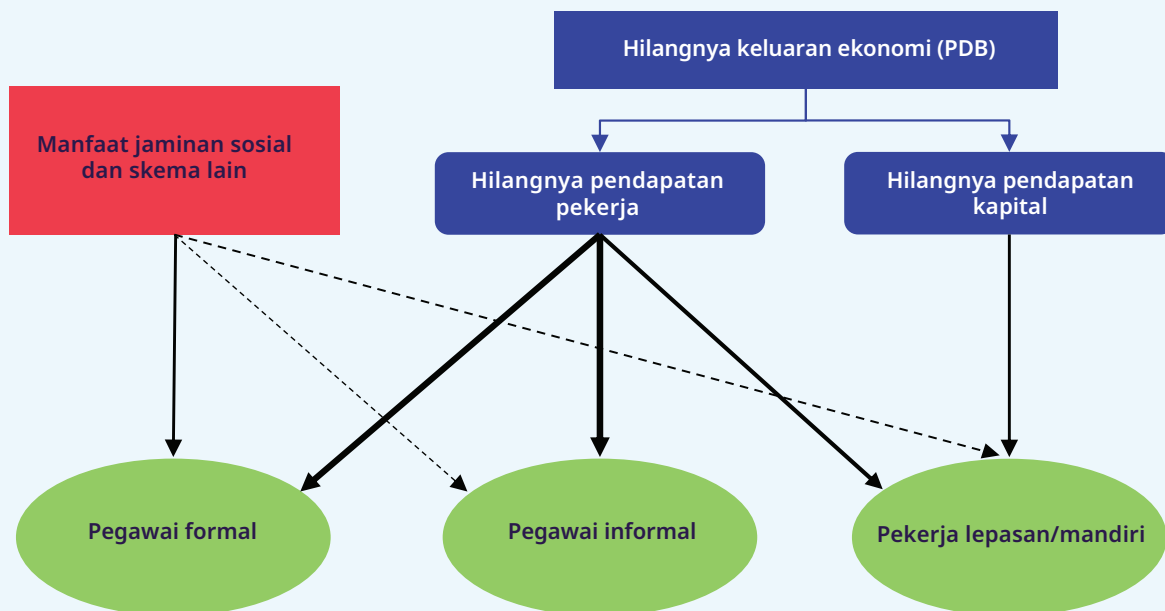 Hilangnya keluaran ekonomi (PDB)
Manfaat jaminan sosial
dan skema lain
Hilangnya pendapatan
pekerja
Hilangnya pendapatan
kapital
Pegawai formal
Pegawai informal
Pekerja lepasan/mandiri